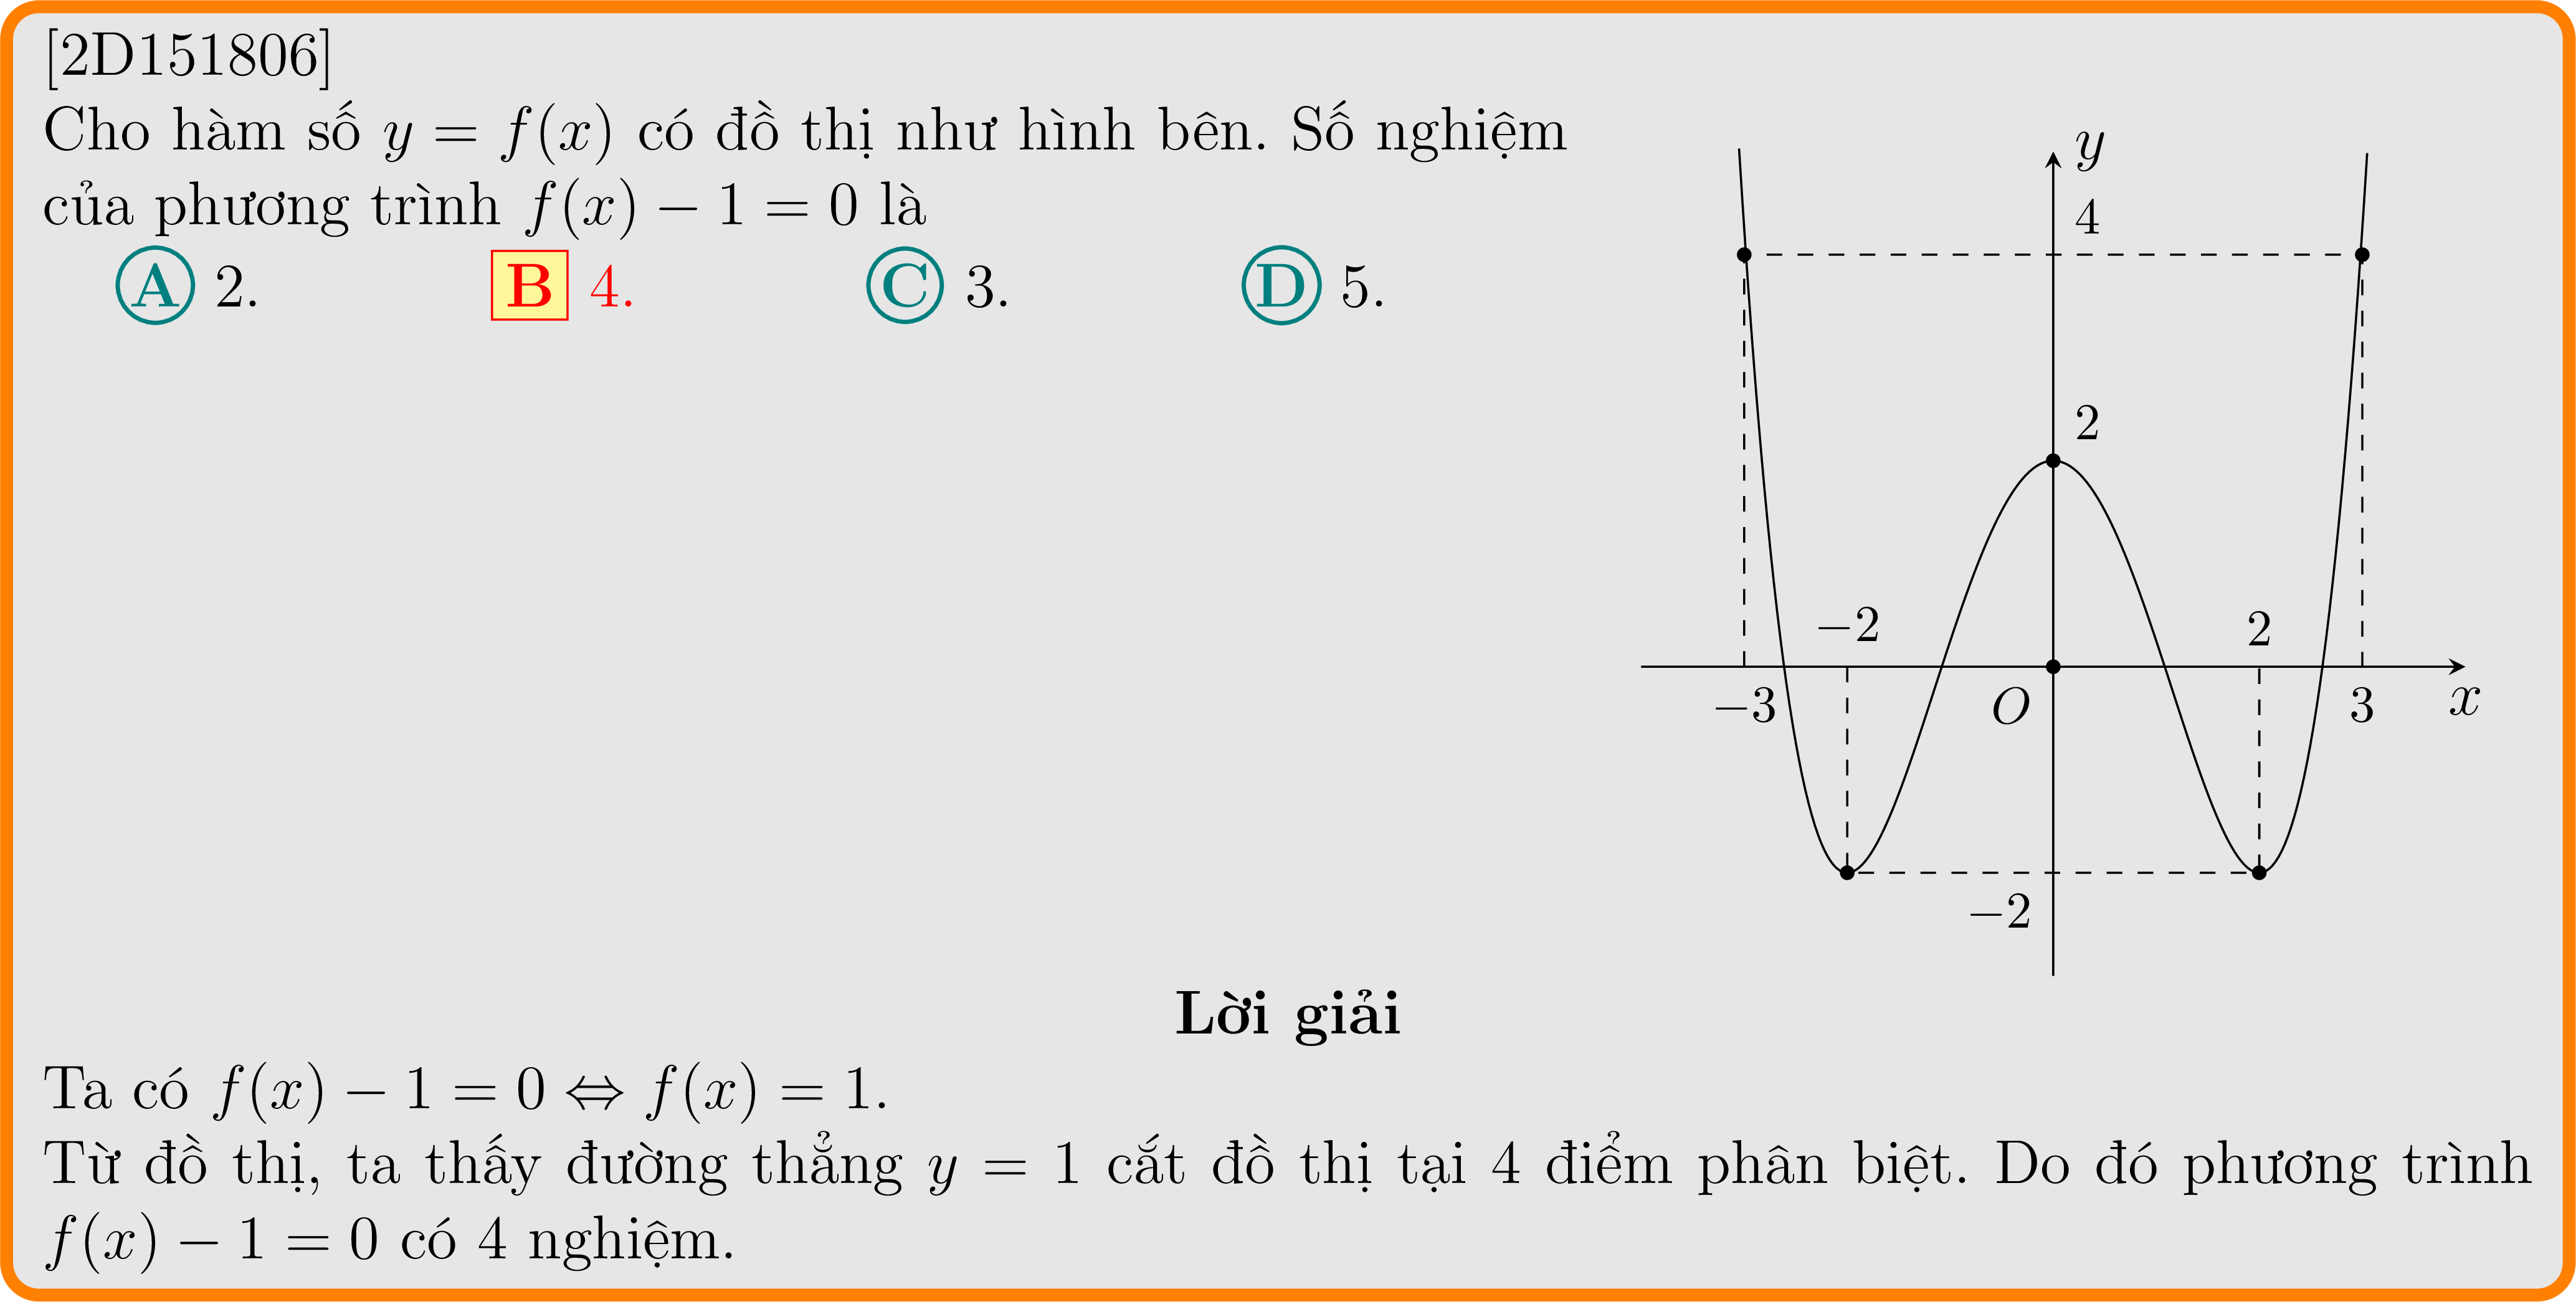 [2D151806]
Cho hàm số y = f(x) có đồ thị như hình bên. Số nghiệm
của phương trình f(x) − 1 = 0 là
A 2. B 4. C 3. D 5.
y
4
2
−2 2
−3 O 3 x
−2
Lời giải
Ta có f(x) − 1 = 0 ⇔ f(x) = 1.
Từ đồ thị, ta thấy đường thẳng y = 1 cắt đồ thị tại 4 điểm phân biệt. Do đó phương trình
f(x) − 1 = 0 có 4 nghiệm.